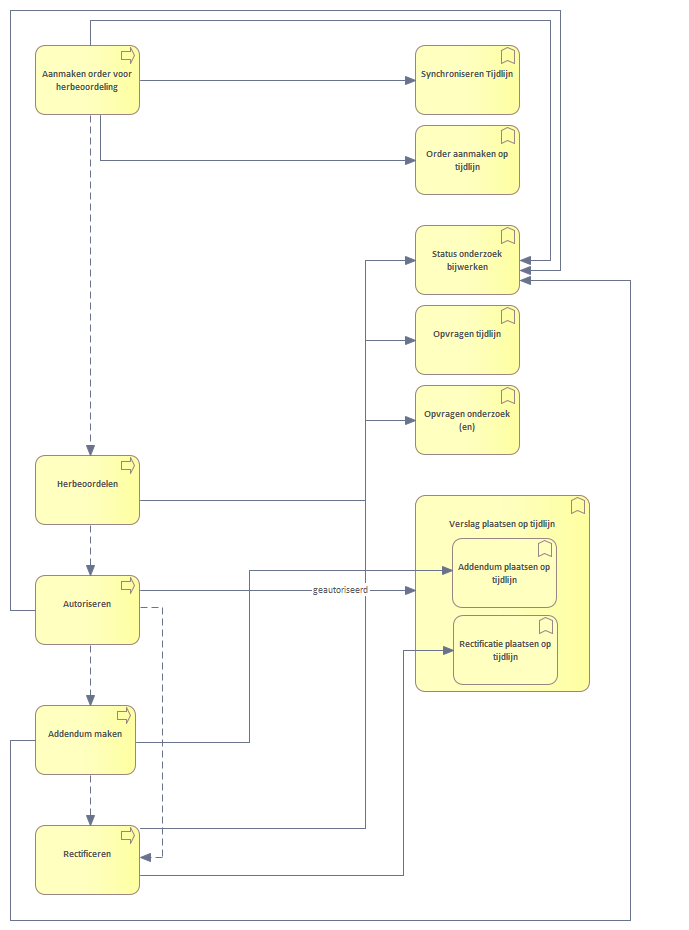 Aanmaken order voor
herbeoordeling
Synchroniseren Tijdlijn
Order aanmaken op
tijdlijn
Status onderzoek
bijwerken
Opvragen tijdlijn
Opvragen onderzoek
(en)
Herbeoordelen
Verslag plaatsen op tijdlijn
Addendum plaatsen op
tijdlijn
Autoriseren
geautoriseerd
Rectificatie plaatsen op
tijdlijn
Addendum maken
Rectificeren